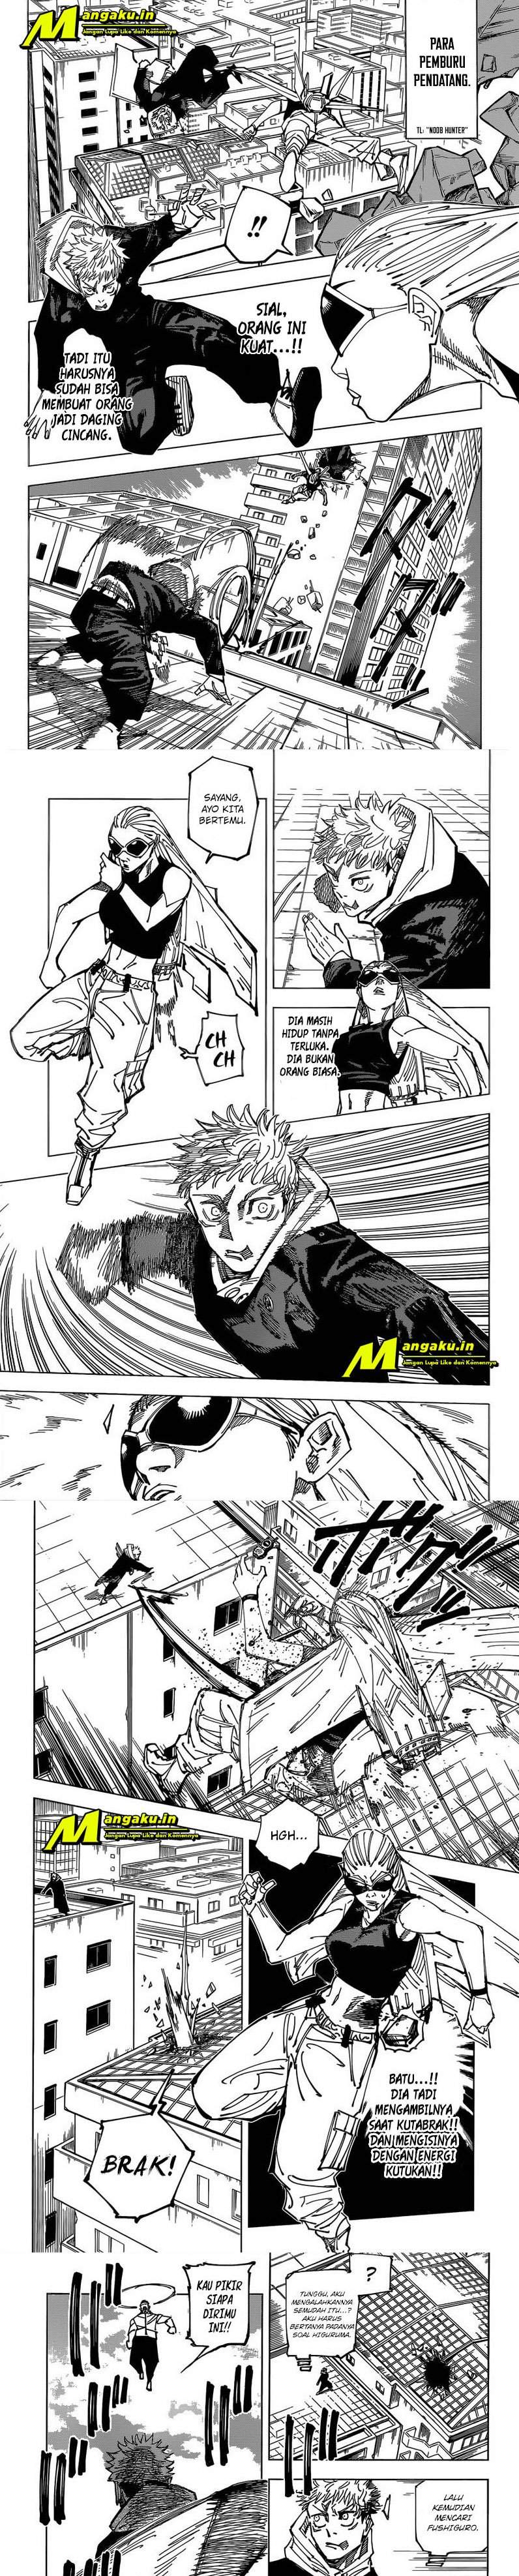 Mangaku.in
Jangan Lupa Like dan Komennya
PARA
PEMBURU
PENDATANG.
TL: "NOOB HUNTER"
!!
SIAL,
ORANG INI
KUAT...!!
TADI ITU
HARUSNYA
SUDAH BISA
MEMBUAT ORANG
JADI DAGING
CINCANG.
SAYANG,
AYO KITA
BERTEMU.
CH
CH
DIA MASIH
HIDUP TANPA
TERLUKA.
DIA BUKAN
ORANG BIASA.
Mangaku.in
Jangan Lupa Like dan Komennya
Mangaku.in
Jangan Lupa Like dan Komennya
HGH...
BATU...!!
DIA TADI
MENGAMBILNYA
SAAT KUTABRAK!!
DAN MENGISINYA
DENGAN ENERGI
KUTUKAN!!
BRAK!
?
TUNGGU, AKU
MENGALAHKANNYA
SEMUDAH ITU...?
AKU HARUS
BERTANYA PADANYA
SOAL HIGURUMA.
KAU PIKIR
SIAPA
DIRIMU
INI!!
LALU
KEMUDIAN
MENCARI
FUSHIGURO.